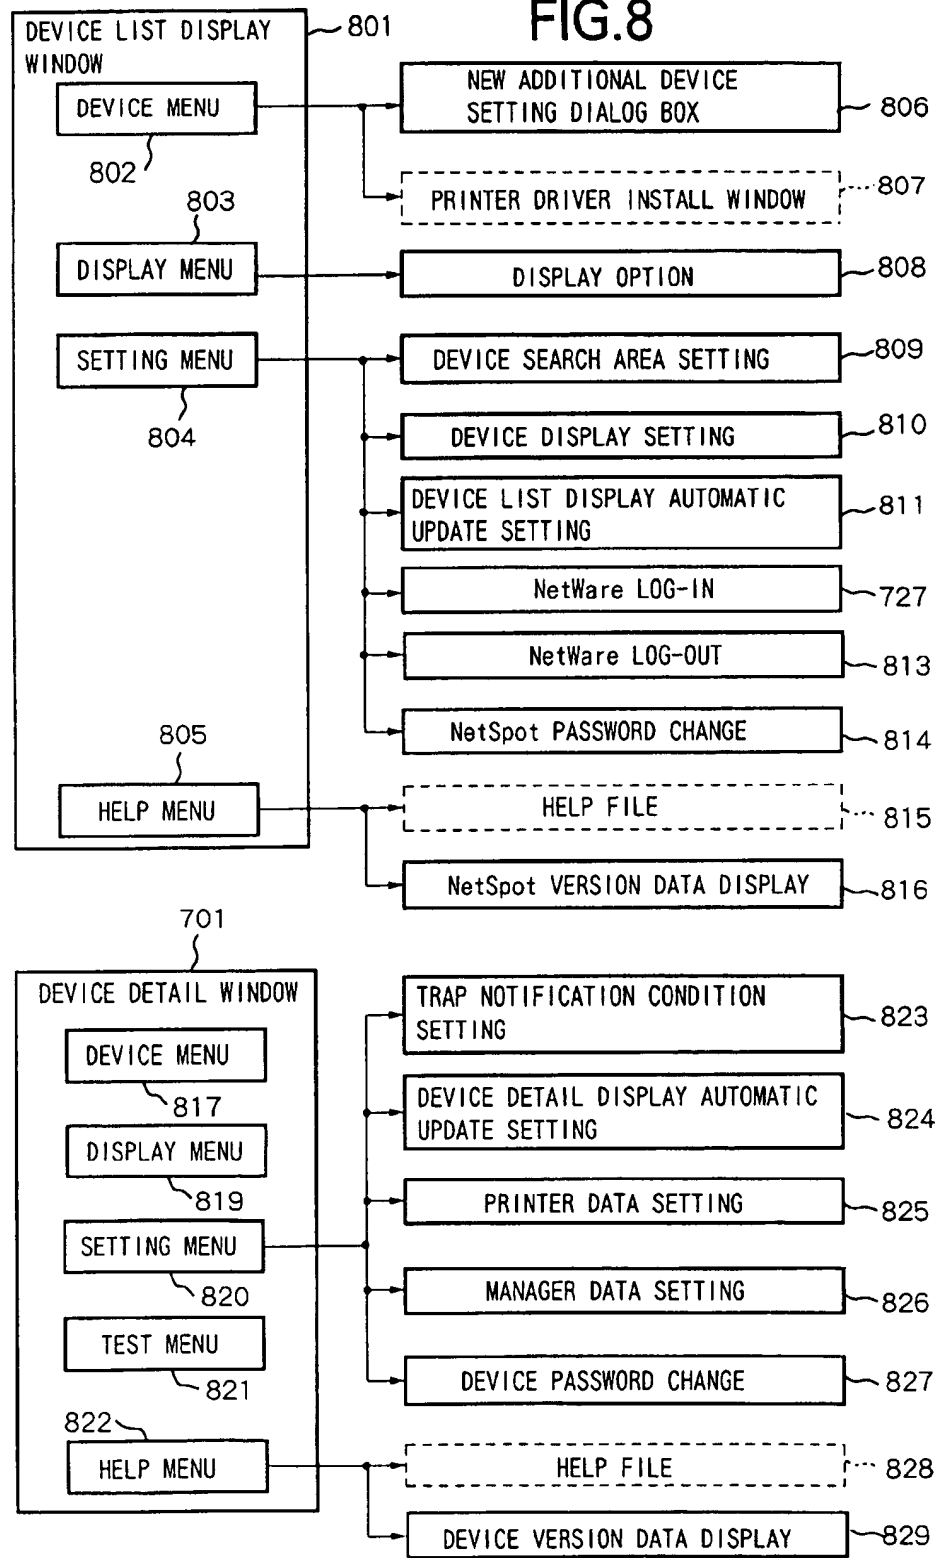 FIG.8
DEVICE LIST DISPLAY
WINDOW
801
DEVICE MENU
802
NEW ADDITIONAL DEVICE
SETTING DIALOG BOX
806
PRINTER DRIVER INSTALL WINDOW
807
803
DISPLAY MENU
DISPLAY OPTION
808
SETTING MENU
804
DEVICE SEARCH AREA SETTING
809
DEVICE DISPLAY SETTING
810
DEVICE LIST DISPLAY AUTOMATIC
UPDATE SETTING
811
NetWare LOG-IN
727
NetWare LOG-OUT
813
NetSpot PASSWORD CHANGE
814
805
HELP MENU
HELP FILE
815
NetSpot VERSION DATA DISPLAY
816
701
DEVICE DETAIL WINDOW
DEVICE MENU
817
DISPLAY MENU
819
SETTING MENU
820
TEST MENU
821
822
HELP MENU
TRAP NOTIFICATION CONDITION
SETTING
823
DEVICE DETAIL DISPLAY AUTOMATIC
UPDATE SETTING
824
PRINTER DATA SETTING
825
MANAGER DATA SETTING
826
DEVICE PASSWORD CHANGE
827
HELP FILE
828
DEVICE VERSION DATA DISPLAY
829